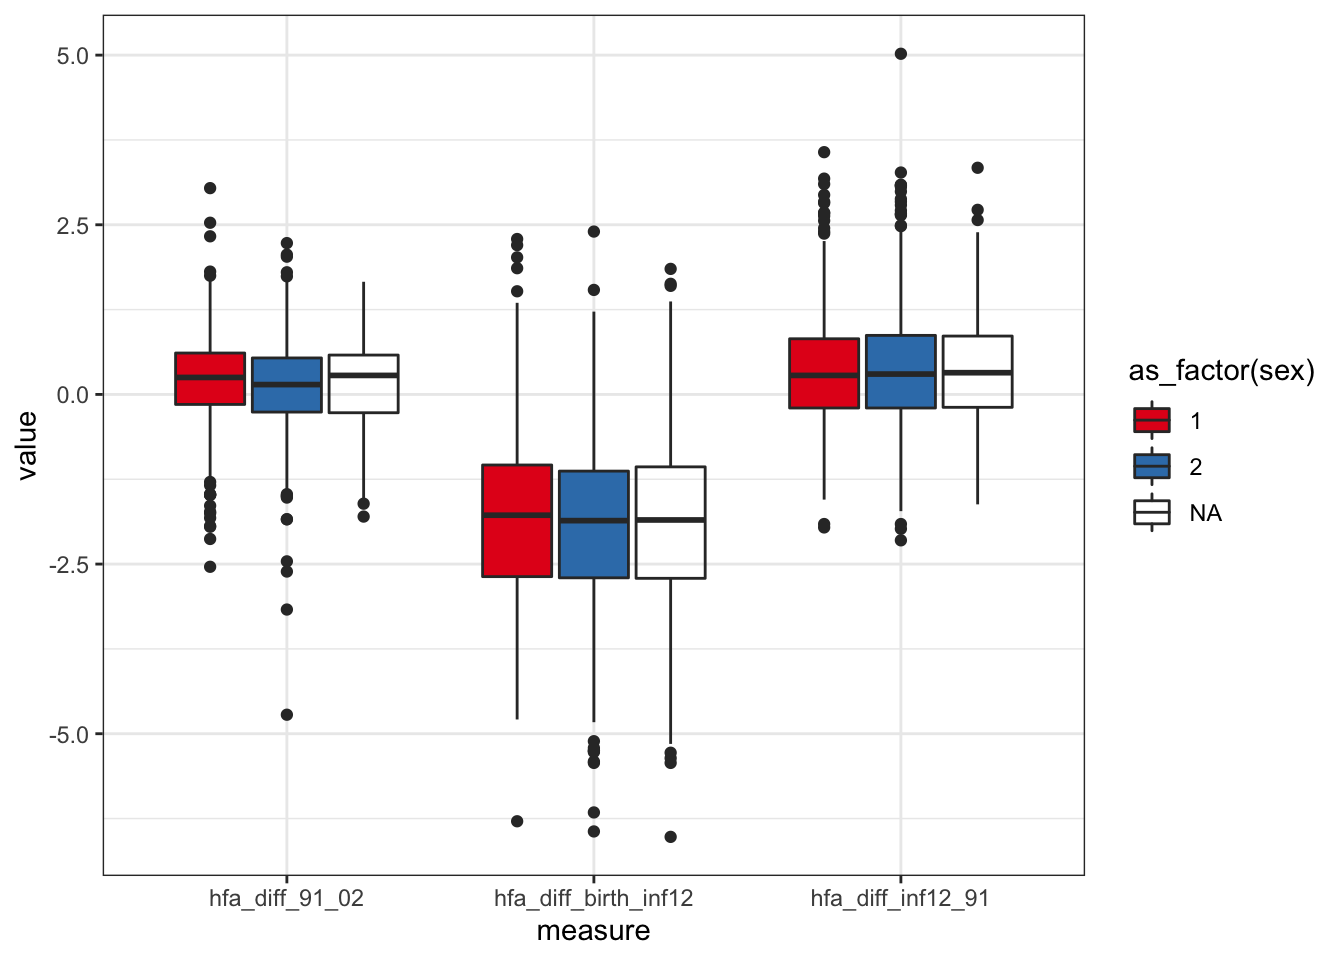 5.0
2.5
0.0
-2.5
-5.0
value
hfa_diff_91_02
hfa_diff_birth_inf12
hfa_diff_inf12_91
measure
as_factor(sex)
1
2
NA